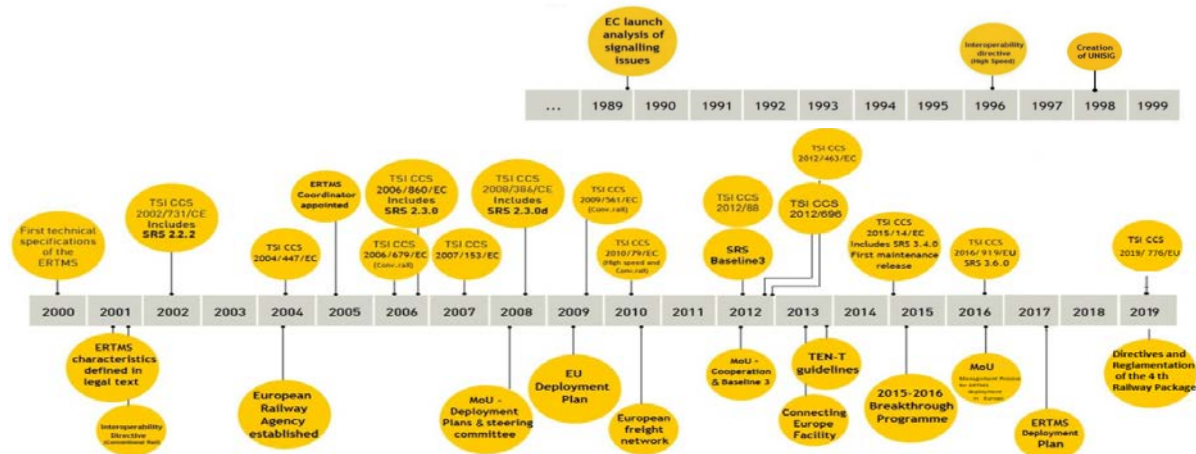 EC launch
analysis of
signalling
issues
Interoperability
directive
(High Speed)
Creation
of UNISIG
... 1989 1990 1991 1992 1993 1994 1995 1996 1997 1998 1999
First technical
specifications
of the
ERTMS
TSI CCS
2002/731/CE
Includes
SRS 2.2.2
TSI CCS
2004/447/EC
ERTMS
Coordinator
appointed
TSI CCS
2006/860/EC
Includes
SRS 2.3.0
TSI CCS
2006/679/EC
(Conv.rail)
TSI CCS
2007/153/EC
TSI CCS
2008/386/CE
Includes
SRS 2.3.0d
TSI CCS
2009/561/EC
(Conv.rail)
TSI CCS
2010/79/EC
(High speed and
Conv.rail)
TSI CCS
2012/88
SRS
Baseline3
TSI CCS
2012/463/EC
TSI CCS
2012/696
TSI CCS
2015/14/EC
Includes SRS 3.4.0
First maintenance
release
TSI CCS
2016/919/EU
SRS 3.6.0
TSI CCS
2019/776/EU
2000 2001 2002 2003 2004 2005 2006 2007 2008 2009 2010 2011 2012 2013 2014 2015 2016 2017 2018 2019
ERTMS
characteristics
defined in
legal text
Interoperability
Directive
(Conventional Rail)
European
Railway
Agency
established
MoU -
Deployment
Plans & steering
committee
EU
Deployment
Plan
European
freight
network
MoU -
Cooperation
& Baseline 3
Connecting
Europe
Facility
TEN-T
guidelines
2015-2016
Breakthrough
Programme
MoU
Management Process
for ERTMS
deployment
in Europe
ERTMS
Deployment
Plan
Directives and
Reglamentation
of the 4 th
Railway Package